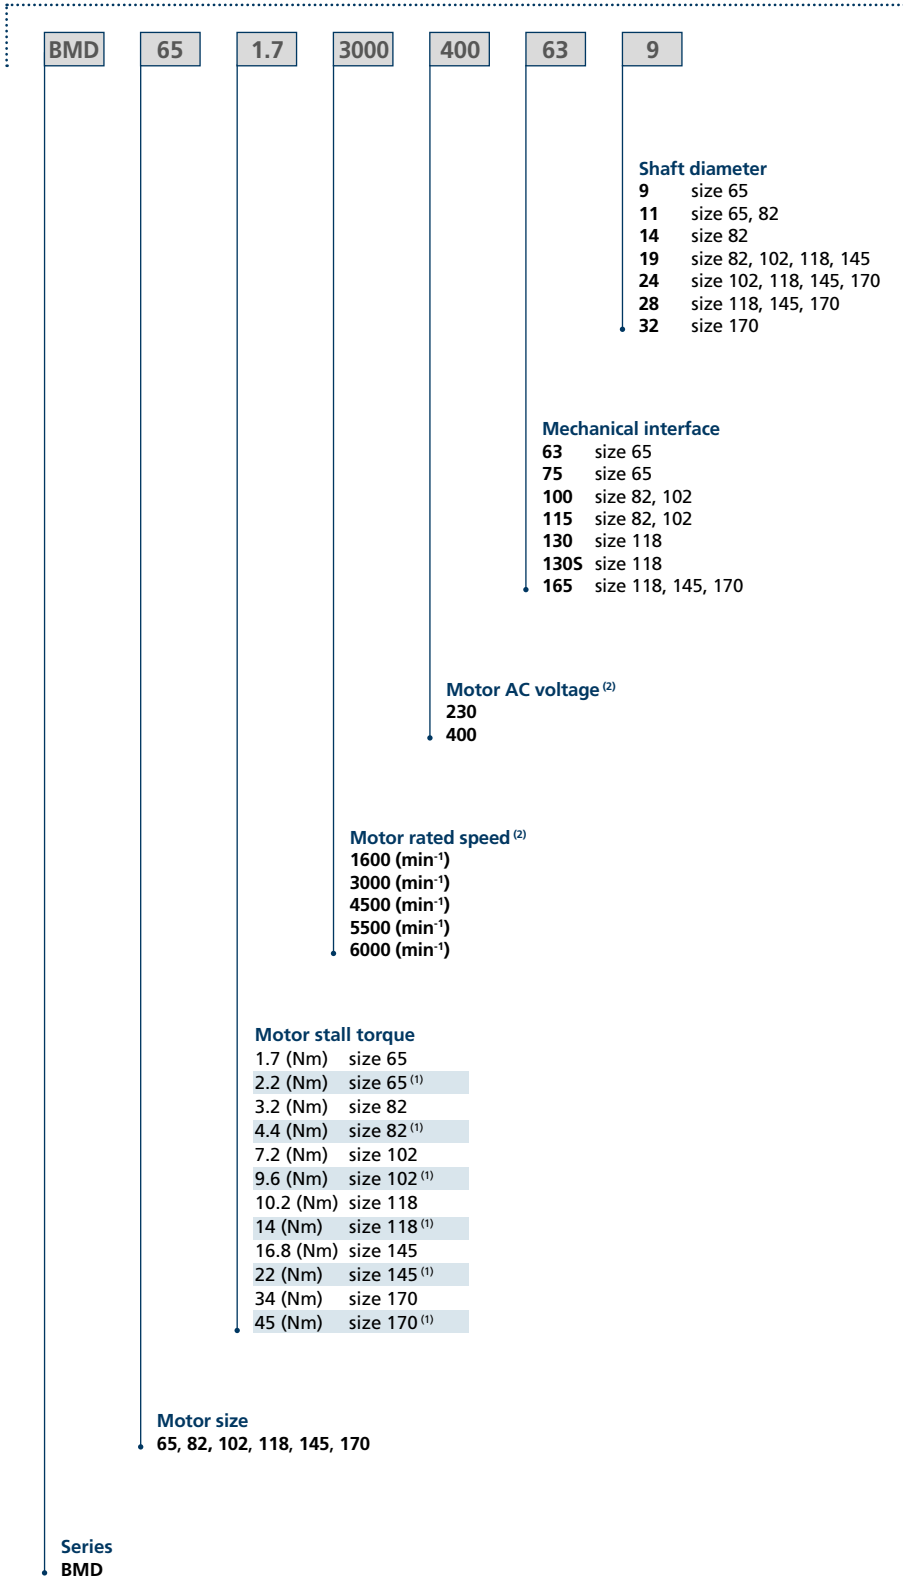 BMD 65 1.7 3000 400 63 9
Shaft diameter
9 size 65
11 size 65, 82
14 size 82
19 size 82, 102, 118, 145
24 size 102, 118, 145, 170
28 size 118, 145, 170
32 size 170
Mechanical interface
63 size 65
75 size 65
100 size 82, 102
115 size 82, 102
130 size 118
130S size 118
165 size 118, 145, 170
Motor AC voltage (2)
230
400
Motor rated speed (2)
1600 (min-1)
3000 (min-1)
4500 (min-1)
5500 (min-1)
6000 (min-1)
Motor stall torque
1.7 (Nm) size 65
2.2 (Nm) size 65 (1)
3.2 (Nm) size 82
4.4 (Nm) size 82 (1)
7.2 (Nm) size 102
9.6 (Nm) size 102 (1)
10.2 (Nm) size 118
14 (Nm) size 118 (1)
16.8 (Nm) size 145
22 (Nm) size 145 (1)
34 (Nm) size 170
45 (Nm) size 170 (1)
Motor size
65, 82, 102, 118, 145, 170
Series
BMD